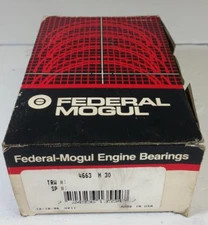 FEDERAL
MOGUL
Federal-Mogul Engine Bearings
4663 M 30
TRW #:
SP #:
MADE IN USA